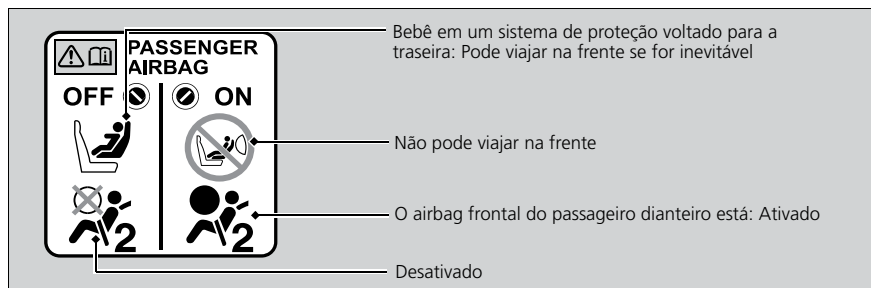 PASSENGER
AIRBAG
OFF ON
2 2
Bebê em um sistema de proteção voltado para a
traseira: Pode viajar na frente se for inevitável
Não pode viajar na frente
O airbag frontal do passageiro dianteiro está: Ativado
Desativado